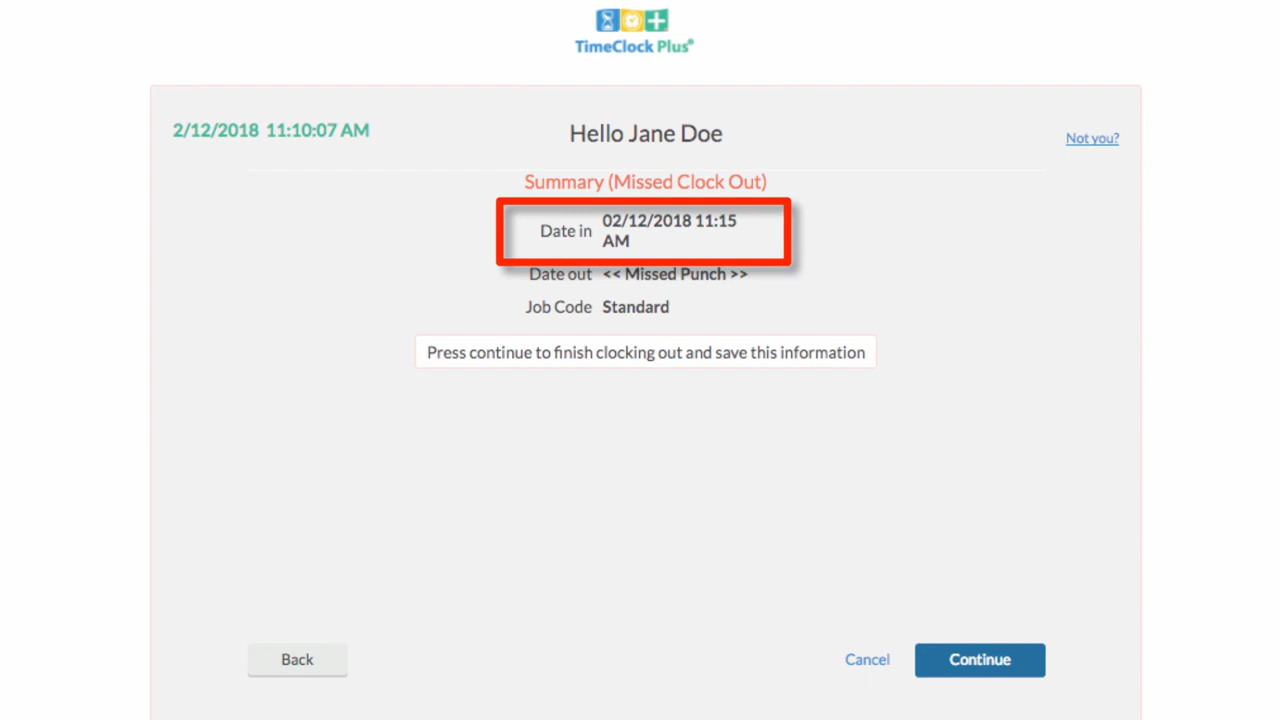 TimeClock Plus®
2/12/2018 11:10:07 AM
Hello Jane Doe
Not you?
Summary (Missed Clock Out)
Date in 02/12/2018 11:15
AM
Date out << Missed Punch >>
Job Code Standard
Press continue to finish clocking out and save this information
Back
Cancel
Continue